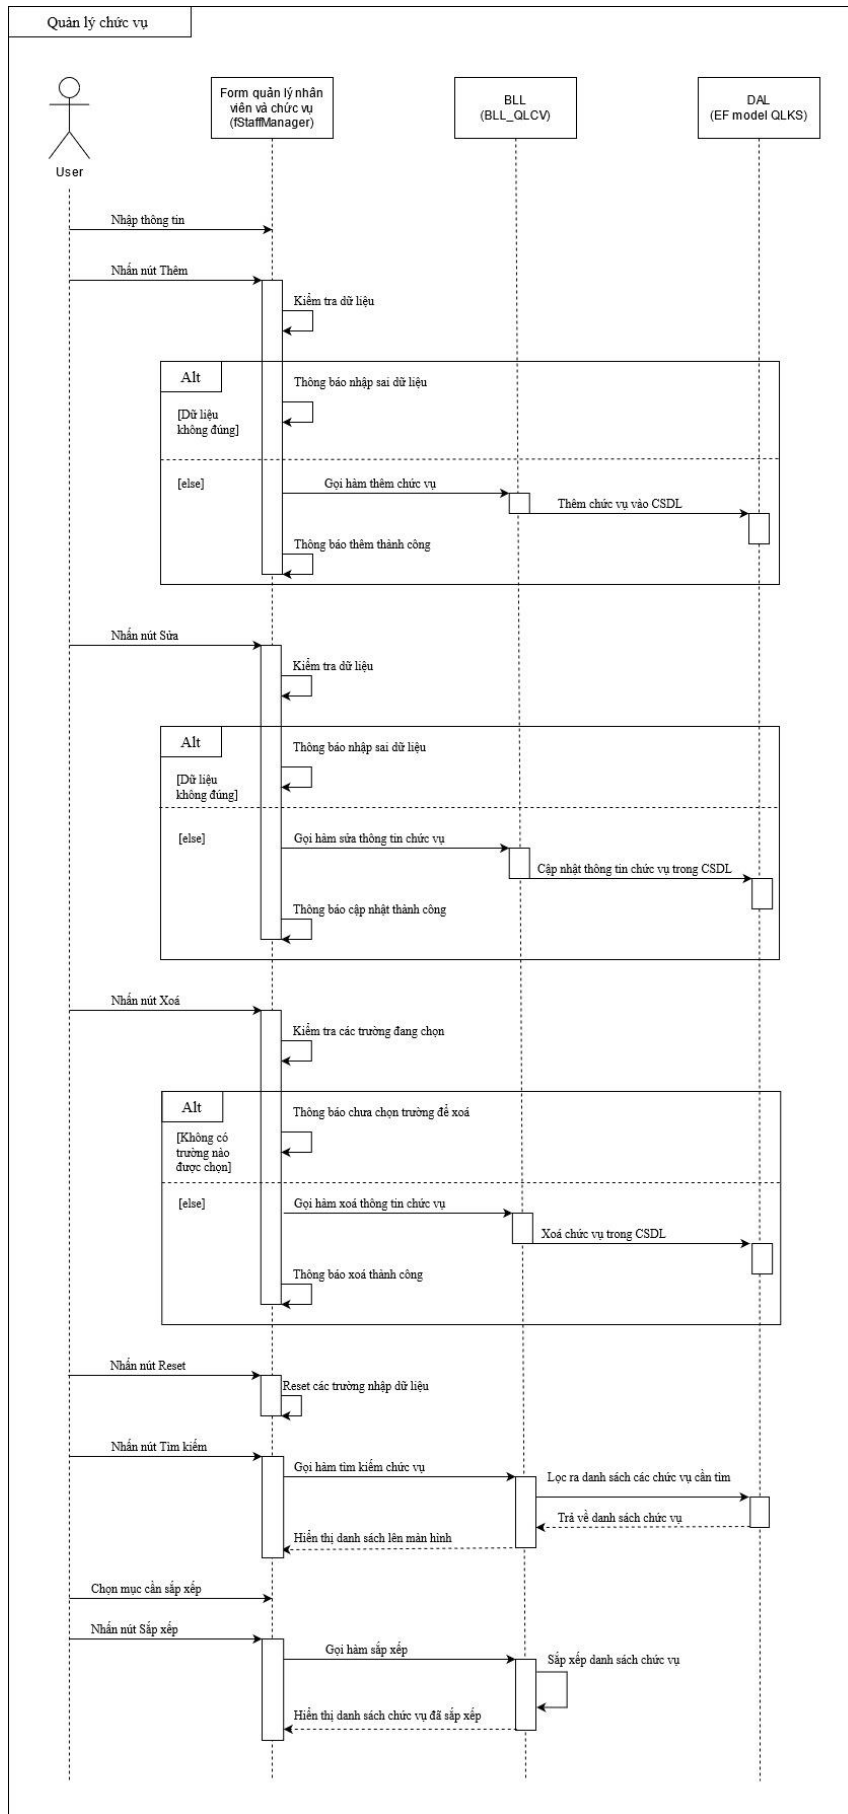 Quản lý chức vụ
Form quản lý nhân
viên và chức vụ
(fStaffManager)
BLL
(BLL_QLCV)
DAL
(EF model QLKS)
User
Nhập thông tin
Nhấn nút Thêm
Kiểm tra dữ liệu
Alt
Thông báo nhập sai dữ liệu
[Dữ liệu
không đúng]
[else]
Gọi hàm thêm chức vụ
Thêm chức vụ vào CSDL
Thông báo thêm thành công
Nhấn nút Sửa
Kiểm tra dữ liệu
Alt
Thông báo nhập sai dữ liệu
[Dữ liệu
không đúng]
[else]
Gọi hàm sửa thông tin chức vụ
Cập nhật thông tin chức vụ trong CSDL
Thông báo cập nhật thành công
Nhấn nút Xoá
Kiểm tra các trường đang chọn
Alt
Thông báo chưa chọn trường để xoá
[Không có
trường nào
được chọn]
[else]
Gọi hàm xoá thông tin chức vụ
Xoá chức vụ trong CSDL
Thông báo xoá thành công
Nhấn nút Reset
Reset các trường nhập dữ liệu
Nhấn nút Tìm kiếm
Gọi hàm tìm kiếm chức vụ
Lọc ra danh sách các chức vụ cần tìm
Trả về danh sách chức vụ
Hiển thị danh sách lên màn hình
Chọn mục cần sắp xếp
Nhấn nút Sắp xếp
Gọi hàm sắp xếp
Sắp xếp danh sách chức vụ
Hiển thị danh sách chức vụ đã sắp xếp